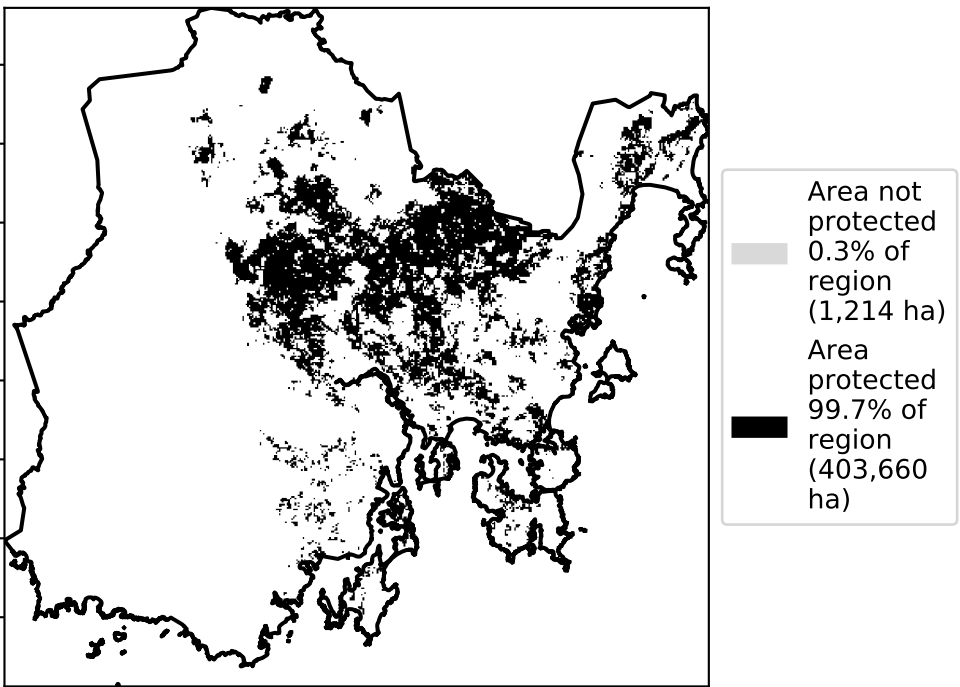 Area not
protected
0.3% of
region
(1,214 ha)
Area
protected
99.7% of
region
(403,660
ha)